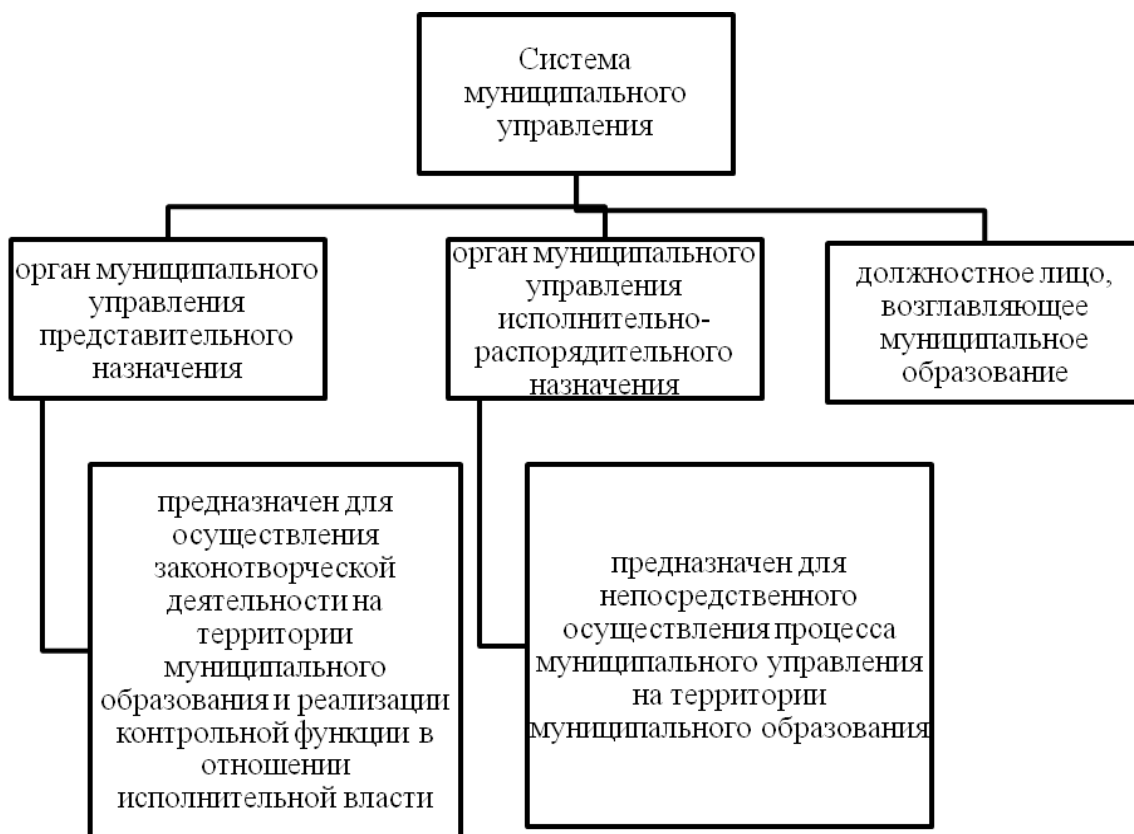 Система
муниципального
управления
орган муниципального
управления
представительного
назначения
орган муниципального
управления
исполнительно-
распорядительного
назначения
должностное лицо,
возглавляющее
муниципальное
образование
предназначен для
осуществления
законотворческой
деятельности на
территории
муниципального
образования и реализации
контрольной функции в
отношении
исполнительной власти
предназначен для
непосредственного
осуществления процесса
муниципального управления
на территории
муниципального образования